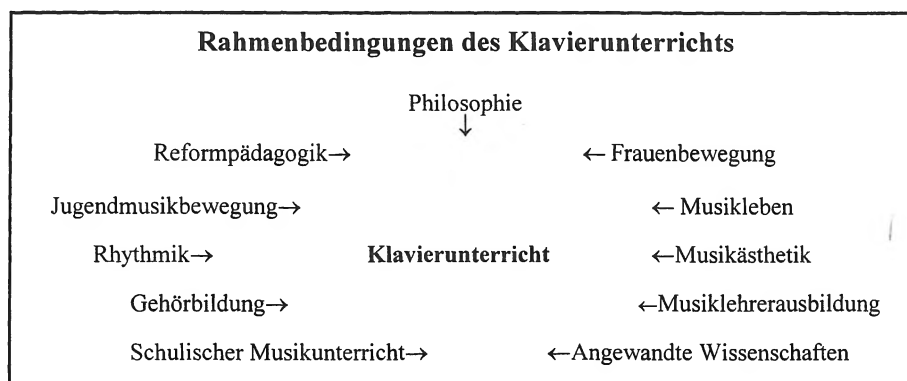 Rahmenbedingungen des Klavierunterrichts
Philosophie
↓
Reformpädagogik→ ← Frauenbewegung
Jugendmusikbewegung→ ← Musikleben
Rhythmik→ Klavierunterricht ←Musikästhetik
Gehörbildung→ ←Musiklehrerausbildung
Schulischer Musikunterricht→ ←Angewandte Wissenschaften